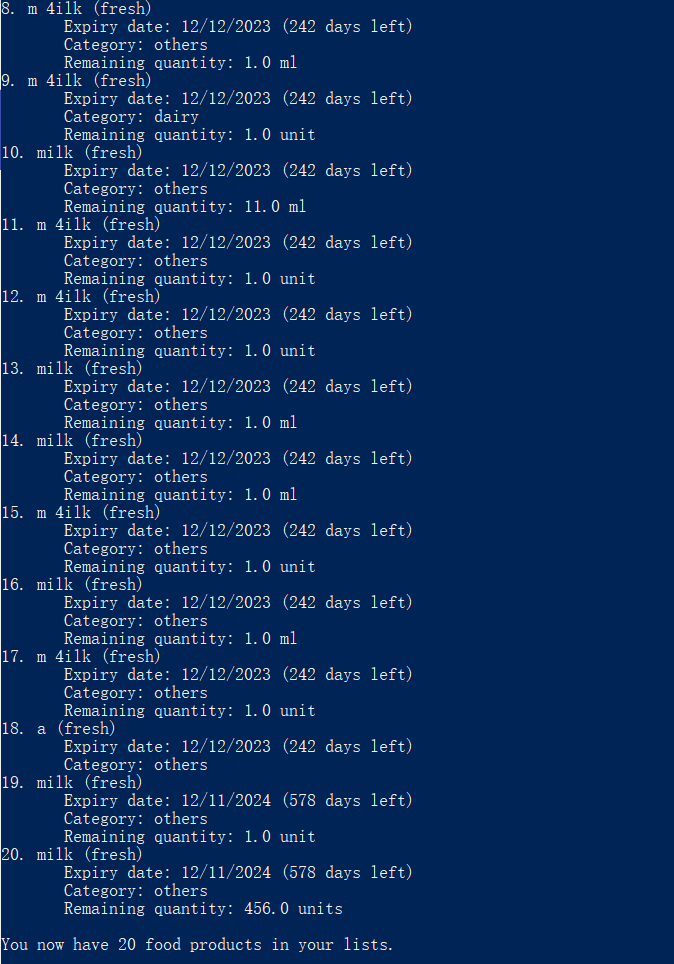 8. m 4ilk (fresh)
Expiry date: 12/12/2023 (242 days left)
Category: others
Remaining quantity: 1.0 ml
9. m 4ilk (fresh)
Expiry date: 12/12/2023 (242 days left)
Category: dairy
Remaining quantity: 1.0 unit
10. milk (fresh)
Expiry date: 12/12/2023 (242 days left)
Category: others
Remaining quantity: 11.0 ml
11. m 4ilk (fresh)
Expiry date: 12/12/2023 (242 days left)
Category: others
Remaining quantity: 1.0 unit
12. m 4ilk (fresh)
Expiry date: 12/12/2023 (242 days left)
Category: others
Remaining quantity: 1.0 unit
13. milk (fresh)
Expiry date: 12/12/2023 (242 days left)
Category: others
Remaining quantity: 1.0 ml
14. milk (fresh)
Expiry date: 12/12/2023 (242 days left)
Category: others
Remaining quantity: 1.0 ml
15. m 4ilk (fresh)
Expiry date: 12/12/2023 (242 days left)
Category: others
Remaining quantity: 1.0 unit
16. milk (fresh)
Expiry date: 12/12/2023 (242 days left)
Category: others
Remaining quantity: 1.0 ml
17. m 4ilk (fresh)
Expiry date: 12/12/2023 (242 days left)
Category: others
Remaining quantity: 1.0 unit
18. a (fresh)
Expiry date: 12/12/2023 (242 days left)
Category: others
19. milk (fresh)
Expiry date: 12/11/2024 (578 days left)
Category: others
Remaining quantity: 1.0 unit
20. milk (fresh)
Expiry date: 12/11/2024 (578 days left)
Category: others
Remaining quantity: 456.0 units
You now have 20 food products in your lists.